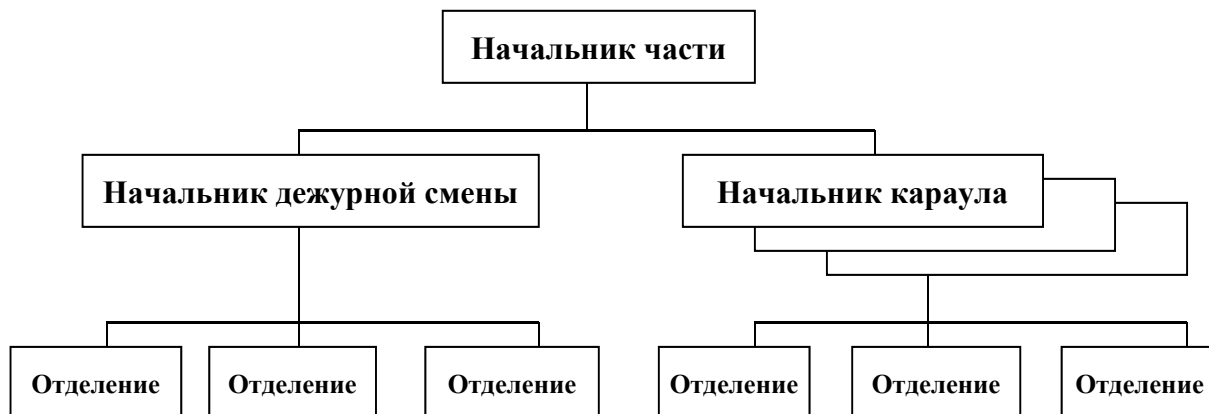 Начальник части
Начальник дежурной смены
Начальник караула
Отделение
Отделение
Отделение
Отделение
Отделение
Отделение